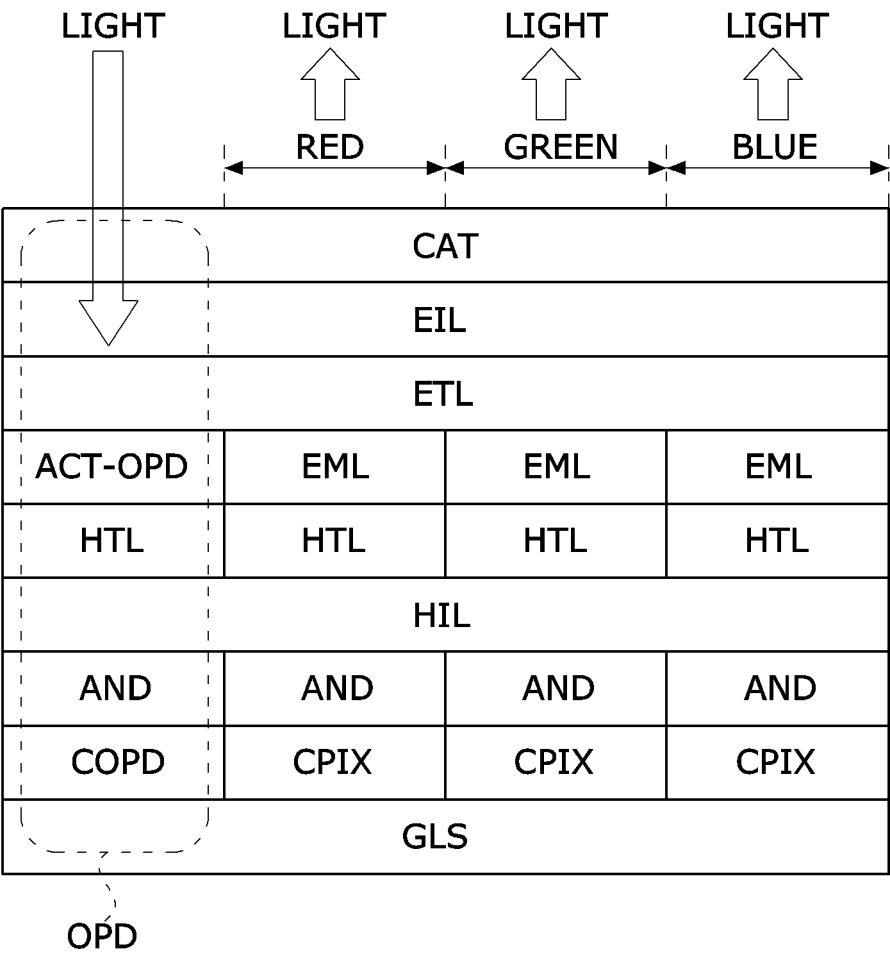 LIGHT LIGHT LIGHT LIGHT
RED GREEN BLUE
CAT
EIL
ETL
ACT-OPD EML EML EML
HTL HTL HTL HTL
HIL
AND AND AND AND
COPD CPIX CPIX CPIX
GLS
OPD